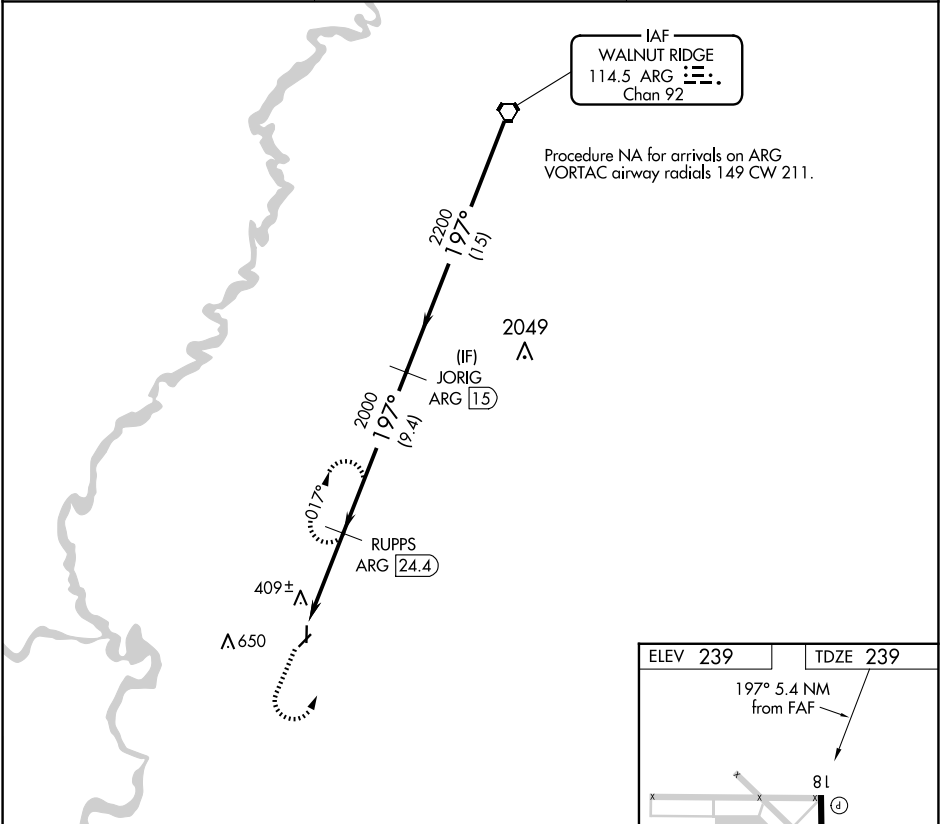 IAF
WALNUT RIDGE
114.5 ARG
Chan 92
Procedure NA for arrivals on ARG
VORTAC airway radials 149 CW 211.
2200
197°
(15)
2049
(IF)
JORIG
ARG 15
2000
197°
(9.4)
017°
RUPPS
ARG 24.4
409±
650
ELEV 239
TDZE 239
197° 5.4 NM
from FAF
18
P